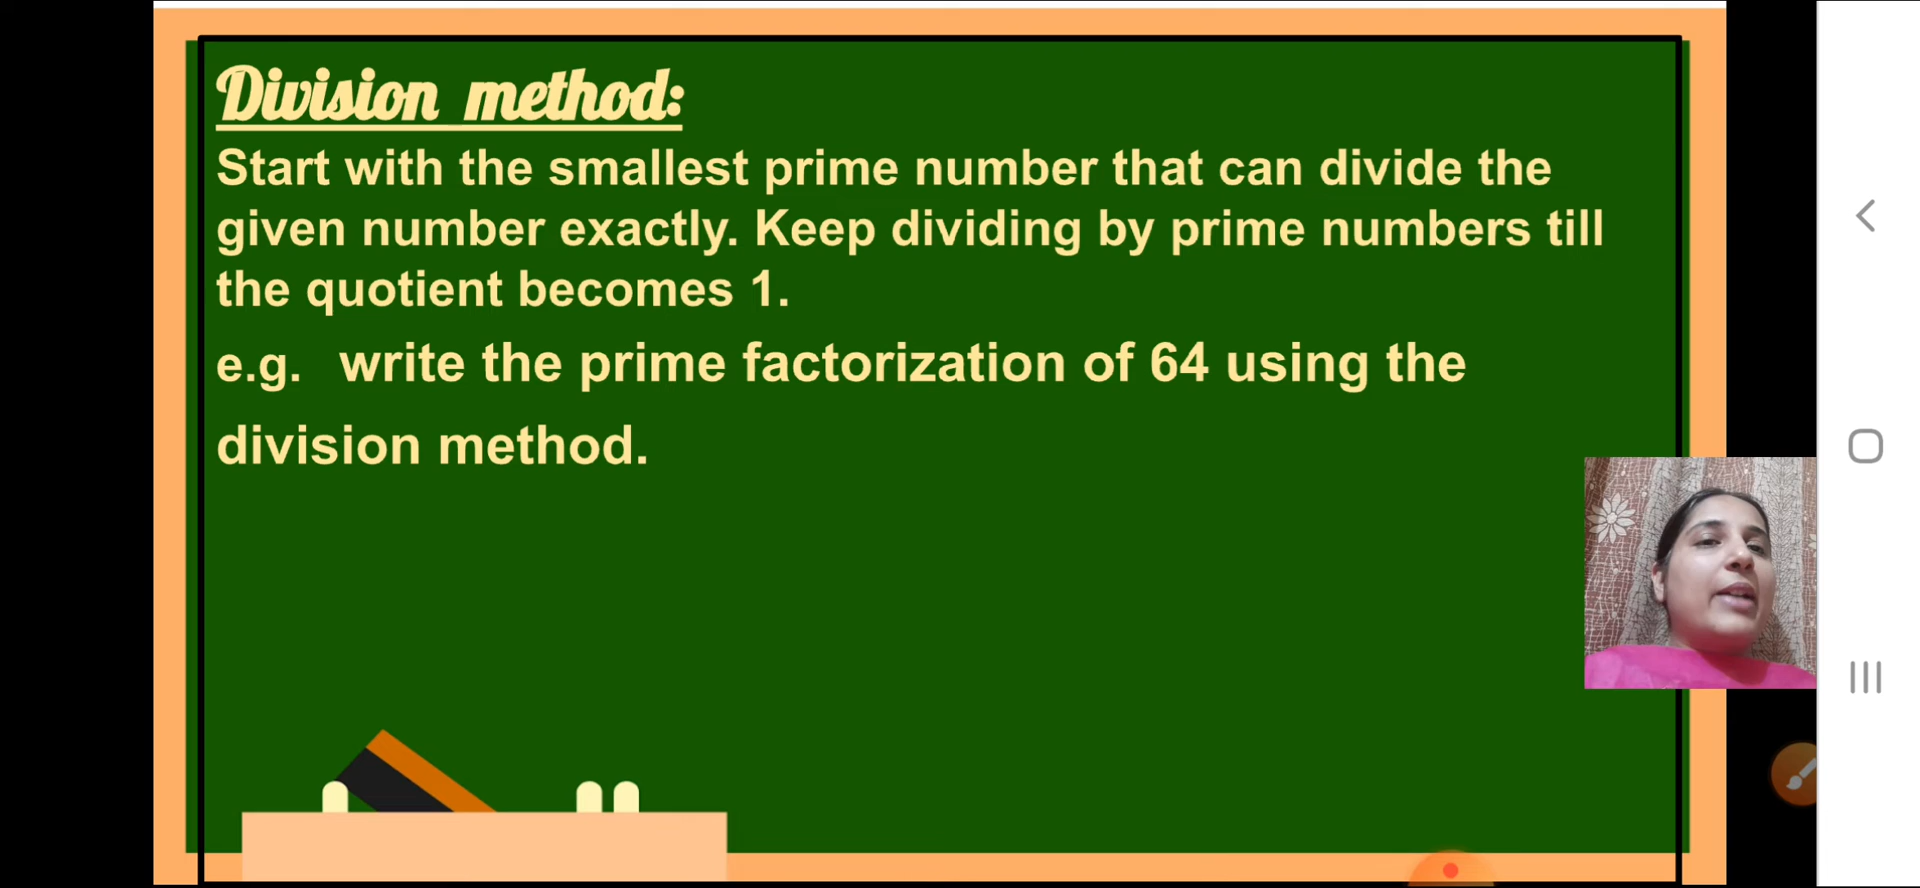 Division method:
Start with the smallest prime number that can divide the
given number exactly. Keep dividing by prime numbers till
the quotient becomes 1.
e.g. write the prime factorization of 64 using the
division method.